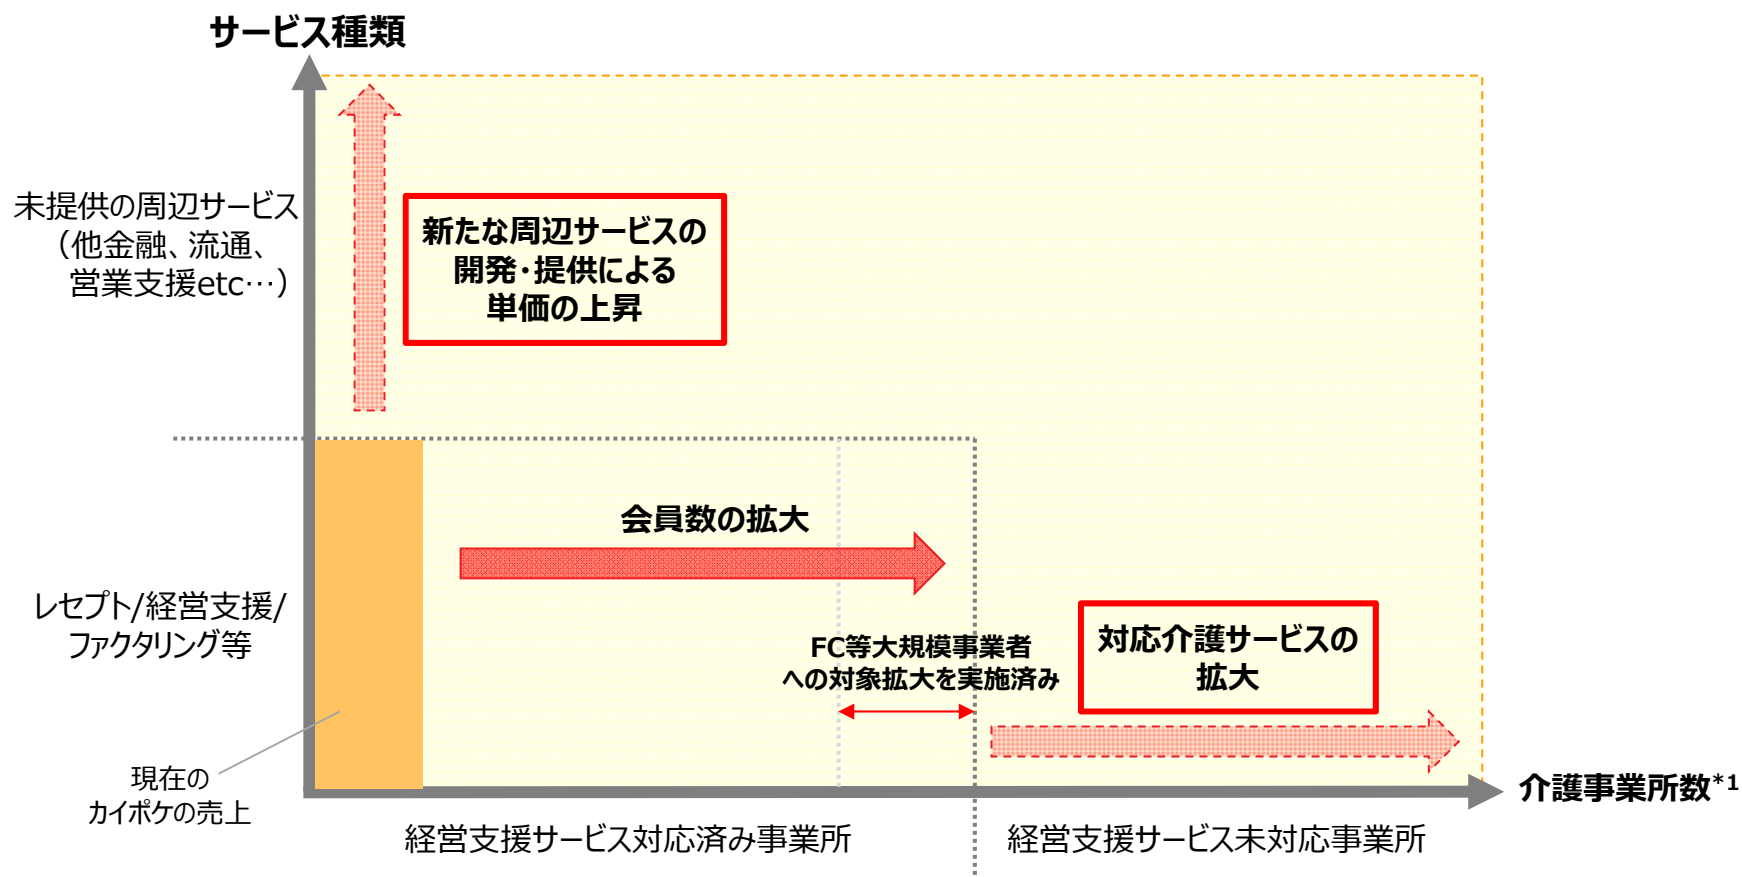 サービス種類
未提供の周辺サービス
（他金融、流通、
営業支援etc…）
新たな周辺サービスの
開発・提供による
単価の上昇
会員数の拡大
レセプト/経営支援/
ファクタリング等
FC等大規模事業者
への対象拡大を実施済み
対応介護サービスの
拡大
現在の
カイポケの売上
介護事業所数*1
経営支援サービス対応済み事業所
経営支援サービス未対応事業所